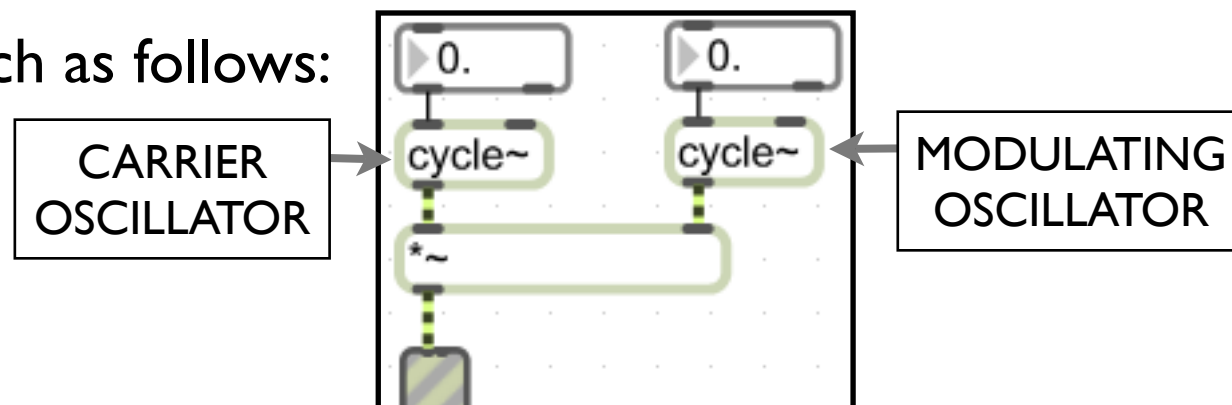 ch as follows:
0.
0.
CARRIER
OSCILLATOR
cycle~
cycle~
MODULATING
OSCILLATOR
*~